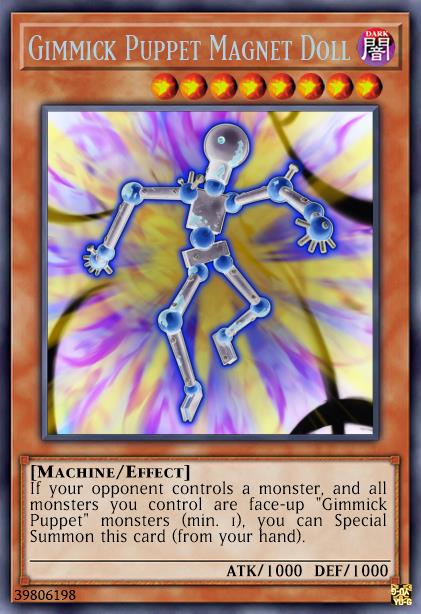 GIMMICK PUPPET MAGNET DOLL
DARK
闇
[MACHINE/EFFECT]
If your opponent controls a monster, and all
monsters you control are face-up "Gimmick
Puppet" monsters (min. 1), you can Special
Summon this card (from your hand).
ATK/1000 DEF/1000
39806198